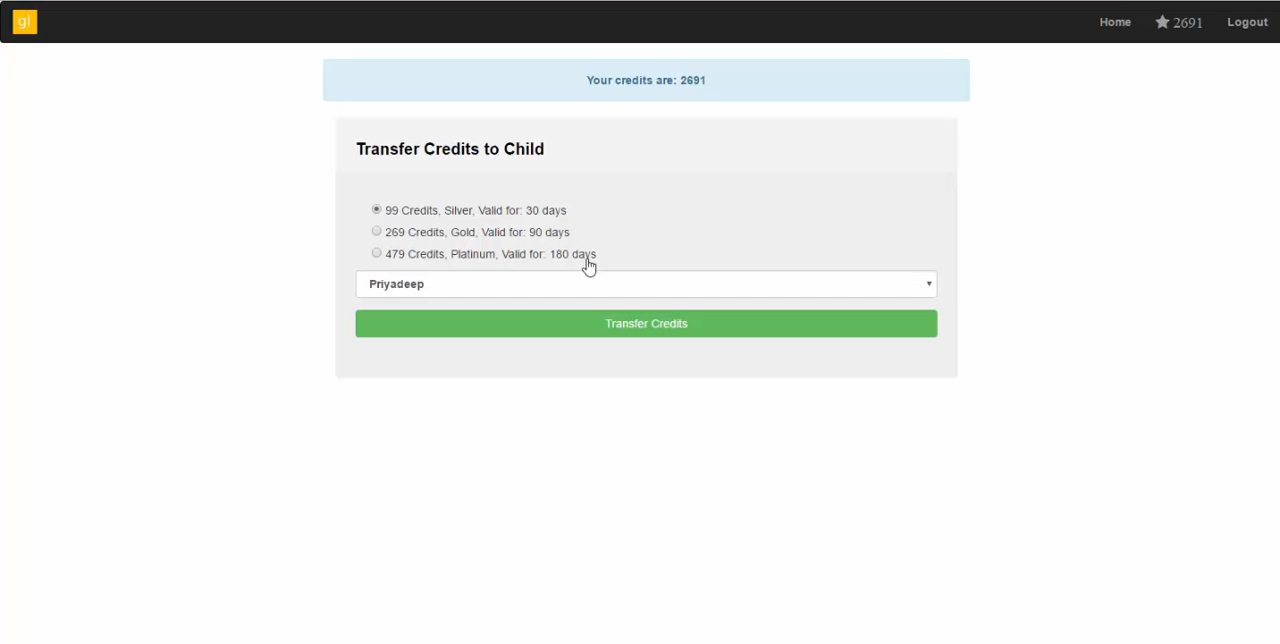 gl
Home
2691
Logout
Your credits are: 2691
Transfer Credits to Child
99 Credits, Silver, Valid for: 30 days
269 Credits, Gold, Valid for: 90 days
479 Credits, Platinum, Valid for: 180 days
Priyadeep
Transfer Credits